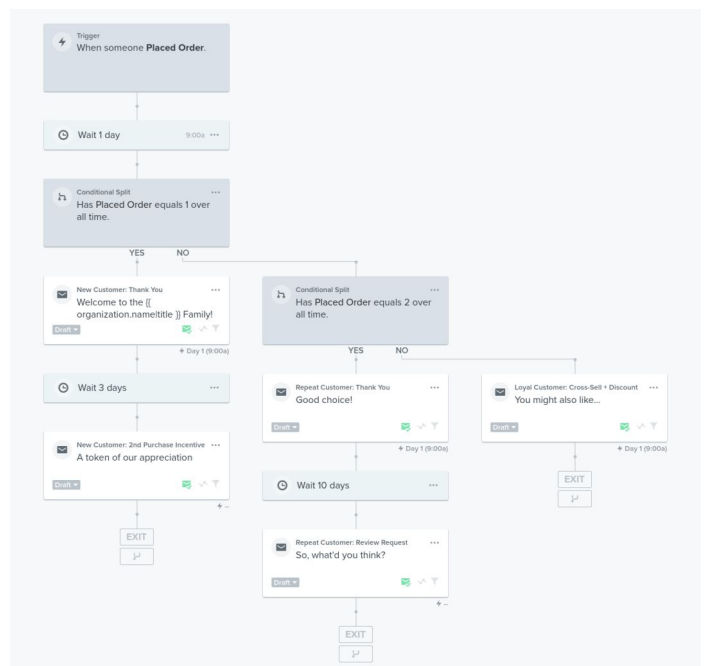 Trigger
When someone Placed Order.
Wait 1 day
9:00a
Conditional Split
Has Placed Order equals 1 over
all time.
YES
NO
New Customer: Thank You
Welcome to the {{
organization.name|title }} Family!
Draft
Day 1 (9:00a)
Wait 3 days
New Customer: 2nd Purchase Incentive
A token of our appreciation
Draft
--
EXIT
Conditional Split
Has Placed Order equals 2 over
all time.
YES
NO
Repeat Customer: Thank You
Good choice!
Draft
Day 1 (9:00a)
Wait 10 days
Repeat Customer: Review Request
So, what'd you think?
Draft
--
EXIT
Loyal Customer: Cross-Sell + Discount
You might also like...
Draft
Day 1 (9:00a)
EXIT